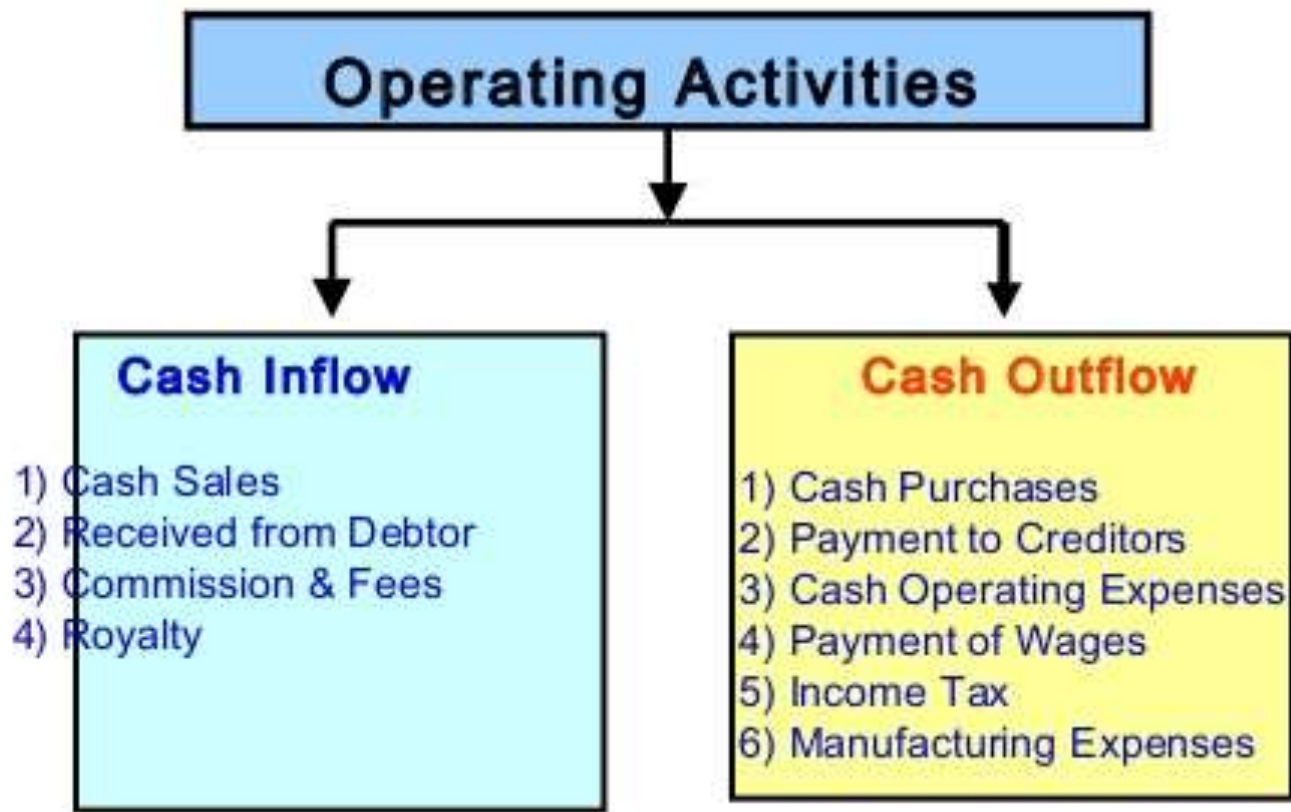 Operating Activities
Cash Inflow
1) Cash Sales
2) Received from Debtor
3) Commission & Fees
4) Royalty
Cash Outflow
1) Cash Purchases
2) Payment to Creditors
3) Cash Operating Expenses
4) Payment of Wages
5) Income Tax
6) Manufacturing Expenses